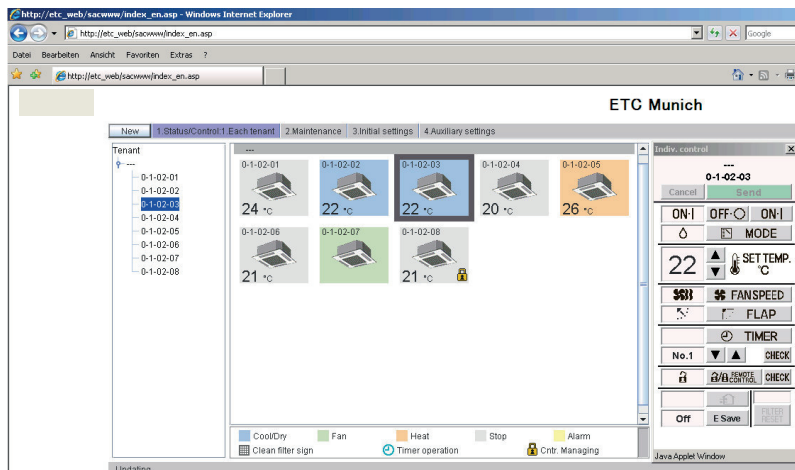 http://etc_web/sacwww/index_en.asp - Windows Internet Explorer
http://etc_web/sacwww/index_en.asp
Google
Datei Bearbeiten Ansicht Favoriten Extras ?
http://etc_web/sacwww/index_en.asp
ETC Munich
New 1.Status/Control:1.Each tenant 2.Maintenance 3.Initial settings 4.Auxiliary settings
Tenant
---
0-1-02-01
0-1-02-02
0-1-02-03
0-1-02-04
0-1-02-05
0-1-02-06
0-1-02-07
0-1-02-08
---
0-1-02-01 0-1-02-02 0-1-02-03 0-1-02-04 0-1-02-05
24 °C 22 °C 22 °C 20 °C 26 °C
0-1-02-06 0-1-02-07 0-1-02-08
21 °C 21 °C
Cool/Dry Fan Heat Stop Alarm
Clean filter sign Timer operation Cntr. Managing
Updating
Indiv. control X
---
0-1-02-03
Cancel Send
ON·I OFF·O ON·I
MODE
22 ▲ ▼ SET TEMP. °C
FANSPEED
FLAP
TIMER
No.1 ▼ ▲ CHECK
REMOTE CONTROL CHECK
Off E Save FILTER RESET
Java Applet Window